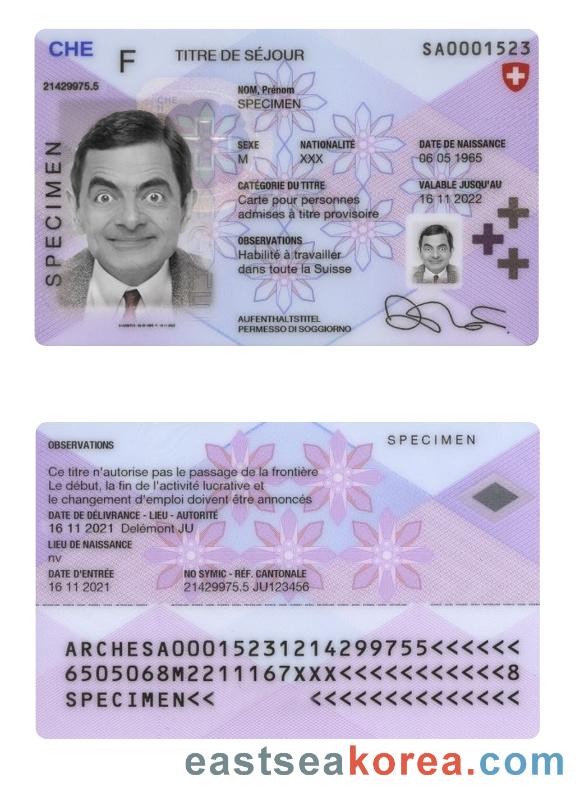 CHE
F
TITRE DE SÉJOUR
SA0001523
21429975.5
SPECIMEN
NOM, Prénom
SPECIMEN
SEXE NATIONALITÉ DATE DE NAISSANCE
M XXX 06 05 1965
CATÉGORIE DU TITRE VALABLE JUSQU'AU
Carte pour personnes 16 11 2022
admises à titre provisoire
OBSERVATIONS
Habilité à travailler
dans toute la Suisse
AUFENTHALTSTITEL
PERMESSO DI SOGGIORNO
OBSERVATIONS
SPECIMEN
Ce titre n'autorise pas le passage de la frontière
Le début, la fin de l'activité lucrative et
le changement d'emploi doivent être annoncés
DATE DE DÉLIVRANCE - LIEU - AUTORITÉ
16 11 2021 Delémont JU
LIEU DE NAISSANCE
nv
DATE D'ENTRÉE NO SYMIC - RÉF. CANTONALE
16 11 2021 21429975.5 JU123456
ARCHESA00015231214299755<<<<<<
6505068M2211167XXX<<<<<<<<<<<8
SPECIMEN<< <<<<<<<<<<<<<<
eastseakorea.com